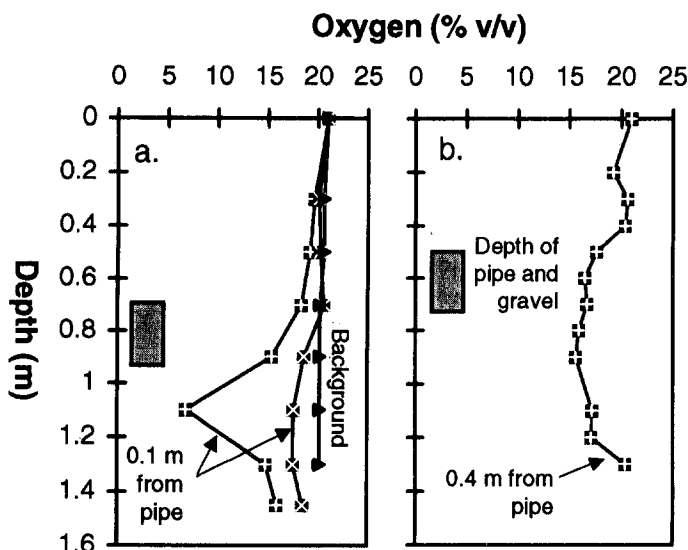 Oxygen (% v/v)
0 5 10 15 20 25 0 5 10 15 20 25
0
0.2
0.4
0.6
0.8
1
1.2
1.4
1.6
Depth (m)
a.
Background
0.1 m
from
pipe
b.
Depth of
pipe and
gravel
0.4 m from
pipe